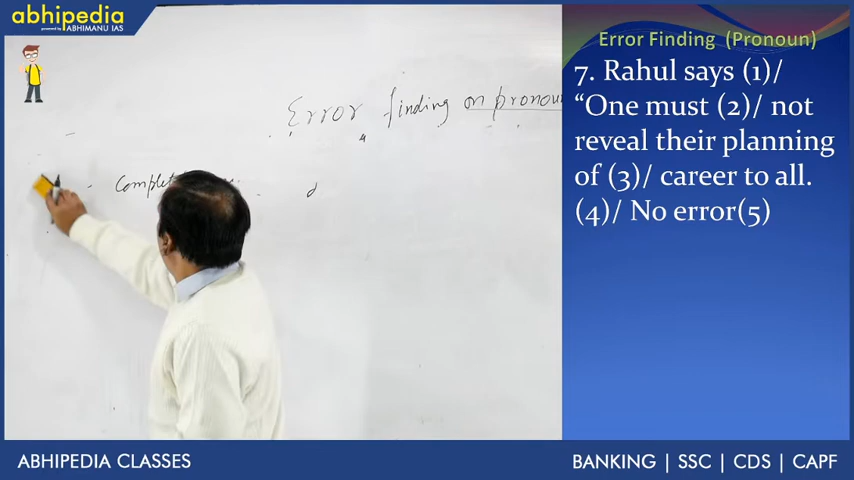 abhipedia
powered by ABHIMANU IAS
Error finding on pronoun
Error Finding (Pronoun)
7. Rahul says (1)/
“One must (2)/ not
reveal their planning
of (3)/ career to all.
(4)/ No error(5)
ABHIPEDIA CLASSES
BANKING | SSC | CDS | CAPF